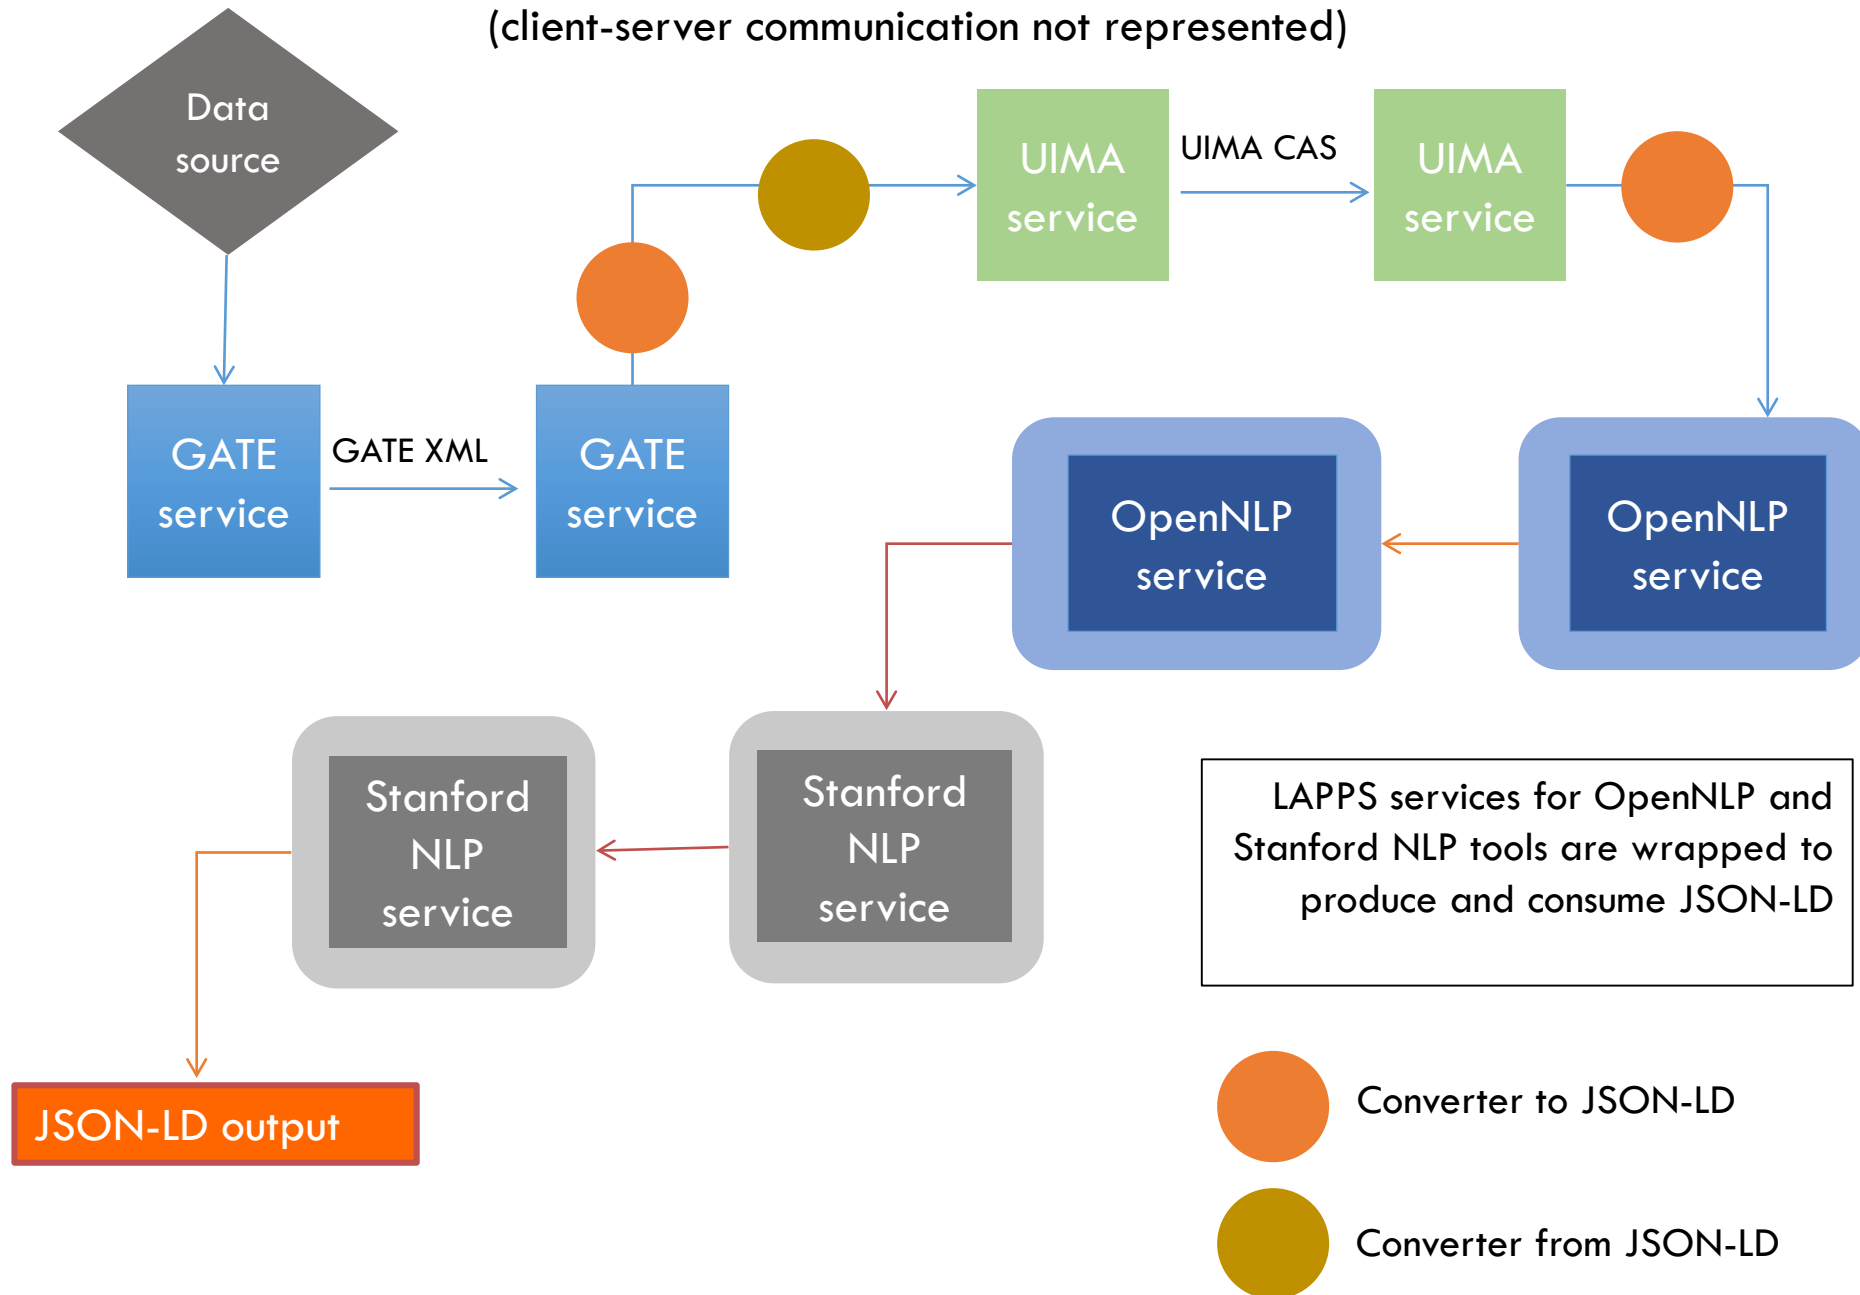 (client-server communication not represented)
Data
source
UIMA
service
UIMA CAS
UIMA
service
GATE
service
GATE XML
GATE
service
OpenNLP
service
OpenNLP
service
Stanford
NLP
service
Stanford
NLP
service
LAPPS services for OpenNLP and
Stanford NLP tools are wrapped to
produce and consume JSON-LD
JSON-LD output
Converter to JSON-LD
Converter from JSON-LD